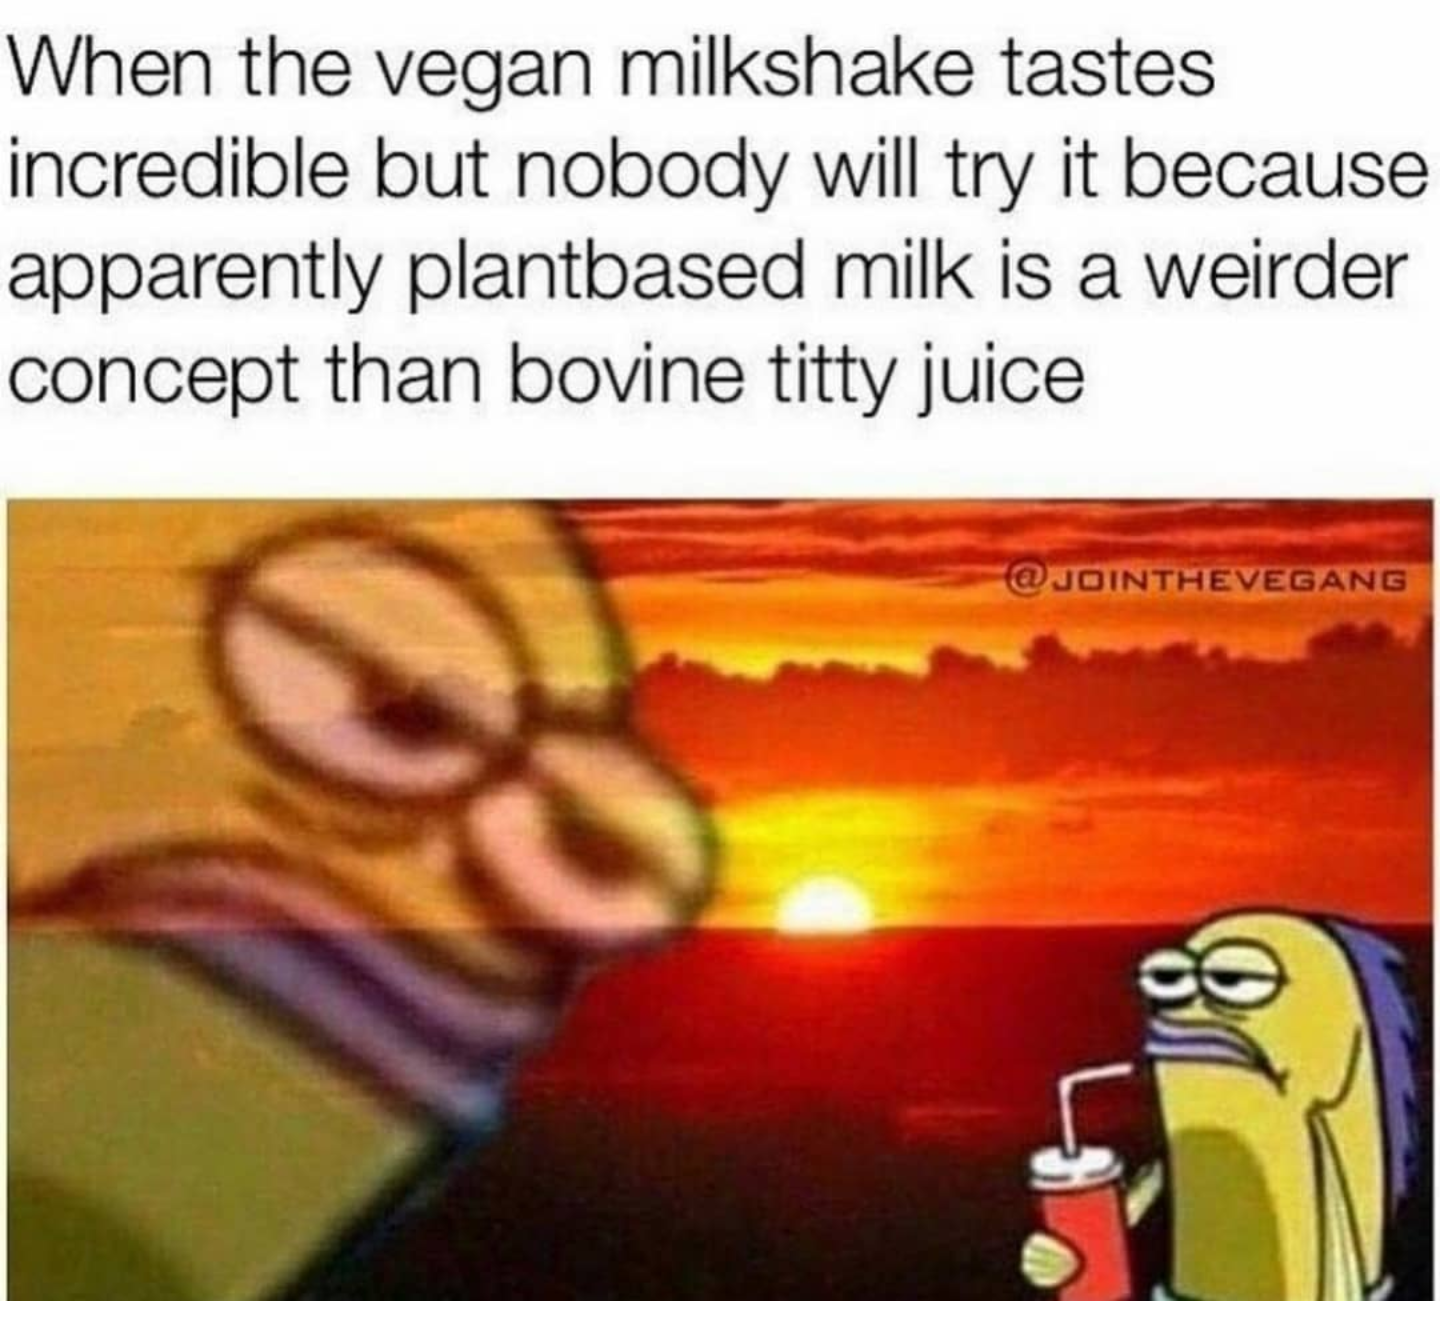 When the vegan milkshake tastes
incredible but nobody will try it because
apparently plantbased milk is a weirder
concept than bovine titty juice
@JOINTHEVEGANG